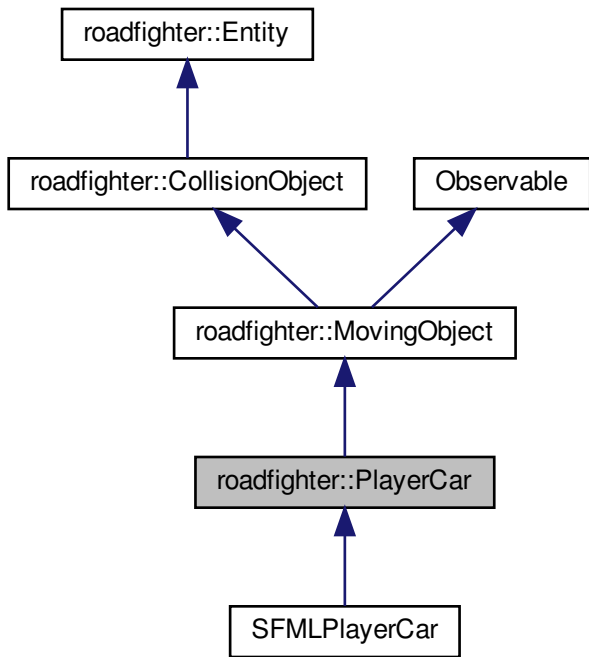 roadfighter::Entity
roadfighter::CollisionObject
Observable
roadfighter::MovingObject
roadfighter::PlayerCar
SFMLPlayerCar